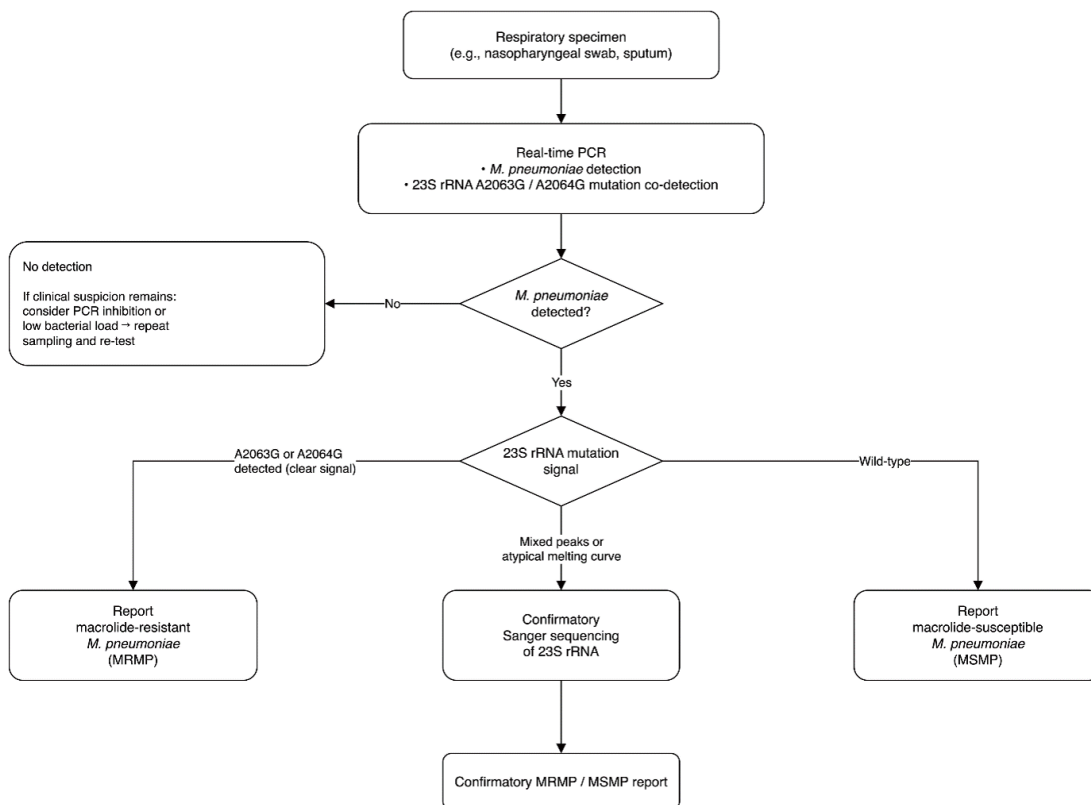 Respiratory specimen
(e.g., nasopharyngeal swab, sputum)
Real-time PCR
• M. pneumoniae detection
• 23S rRNA A2063G / A2064G mutation co-detection
No detection
If clinical suspicion remains:
consider PCR inhibition or
low bacterial load → repeat
sampling and re-test
No
M. pneumoniae
detected?
Yes
A2063G or A2064G
detected (clear signal)
23S rRNA mutation
signal
Wild-type
Mixed peaks or
atypical melting curve
Report
macrolide-resistant
M. pneumoniae
(MRMP)
Confirmatory
Sanger sequencing
of 23S rRNA
Report
macrolide-susceptible
M. pneumoniae
(MSMP)
Confirmatory MRMP / MSMP report